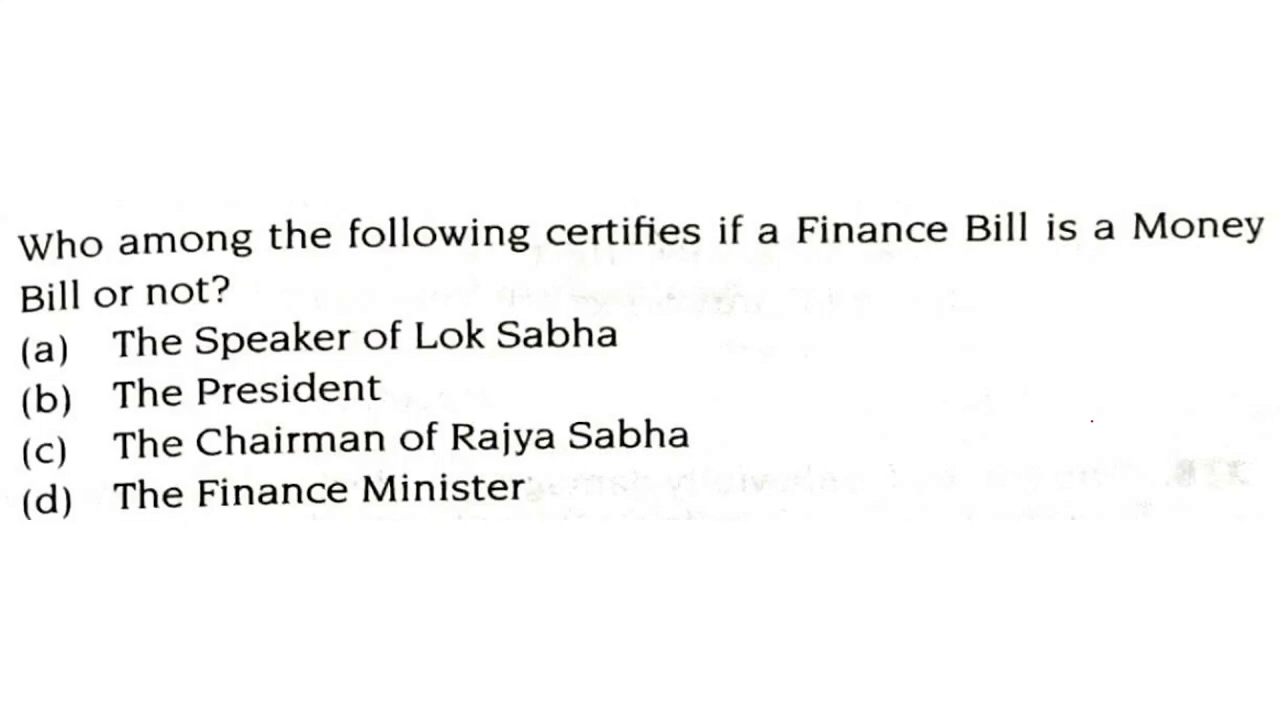 Who among the following certifies if a Finance Bill is a Money
Bill or not?
(a) The Speaker of Lok Sabha
(b) The President
(c) The Chairman of Rajya Sabha
(d) The Finance Minister